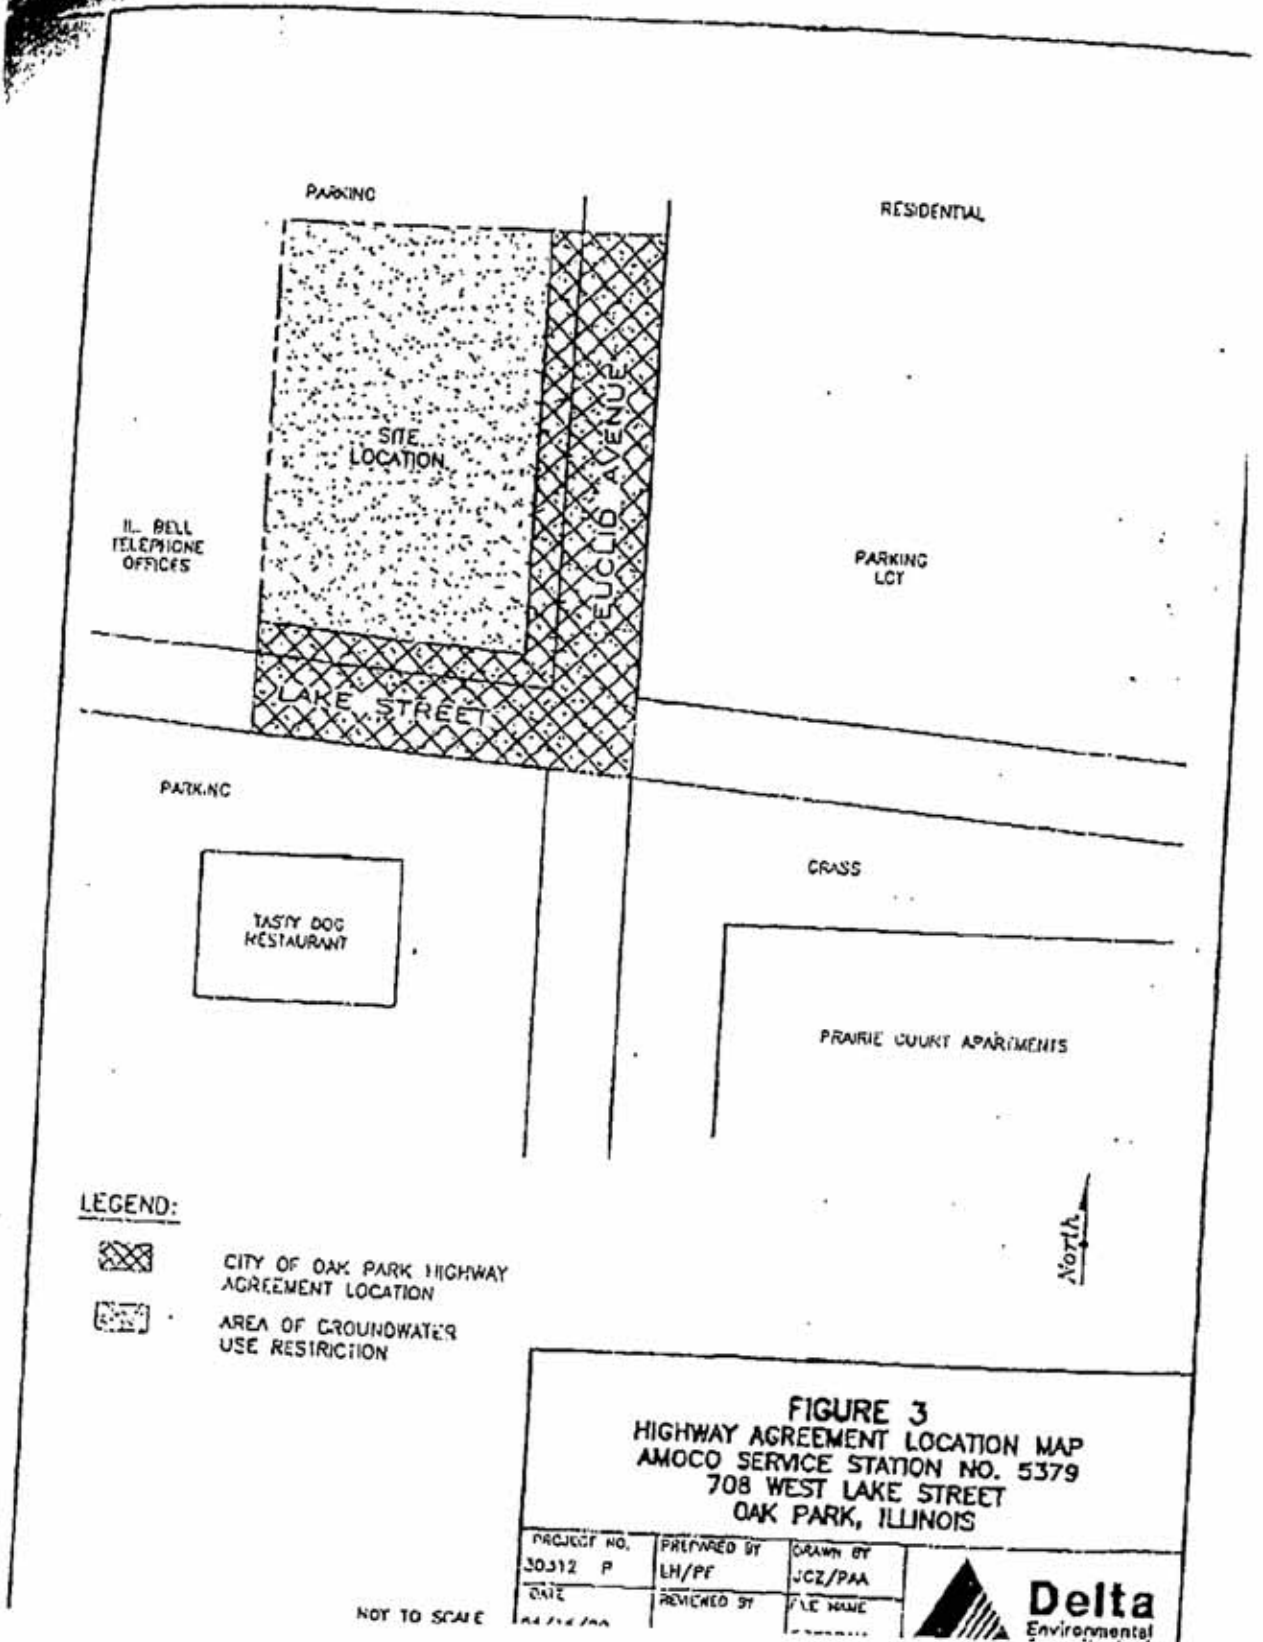 PARKING
RESIDENTIAL
SITE
LOCATION
EUCLID AVENUE
IL. BELL
TELEPHONE
OFFICES
PARKING
LOT
LAKE STREET
PARKING
GRASS
TASTY DOG
RESTAURANT
PRAIRIE COURT APARTMENTS
North
LEGEND:
CITY OF OAK PARK HIGHWAY
AGREEMENT LOCATION
AREA OF GROUNDWATER
USE RESTRICTION
FIGURE 3
HIGHWAY AGREEMENT LOCATION MAP
AMOCO SERVICE STATION NO. 5379
708 WEST LAKE STREET
OAK PARK, ILLINOIS
PROJECT NO.
PREPARED BY
DRAWN BY
P
LH/PF
JCZ/PAA
DATE
REVIEWED BY
FILE NAME
NOT TO SCALE
Delta
Environmental